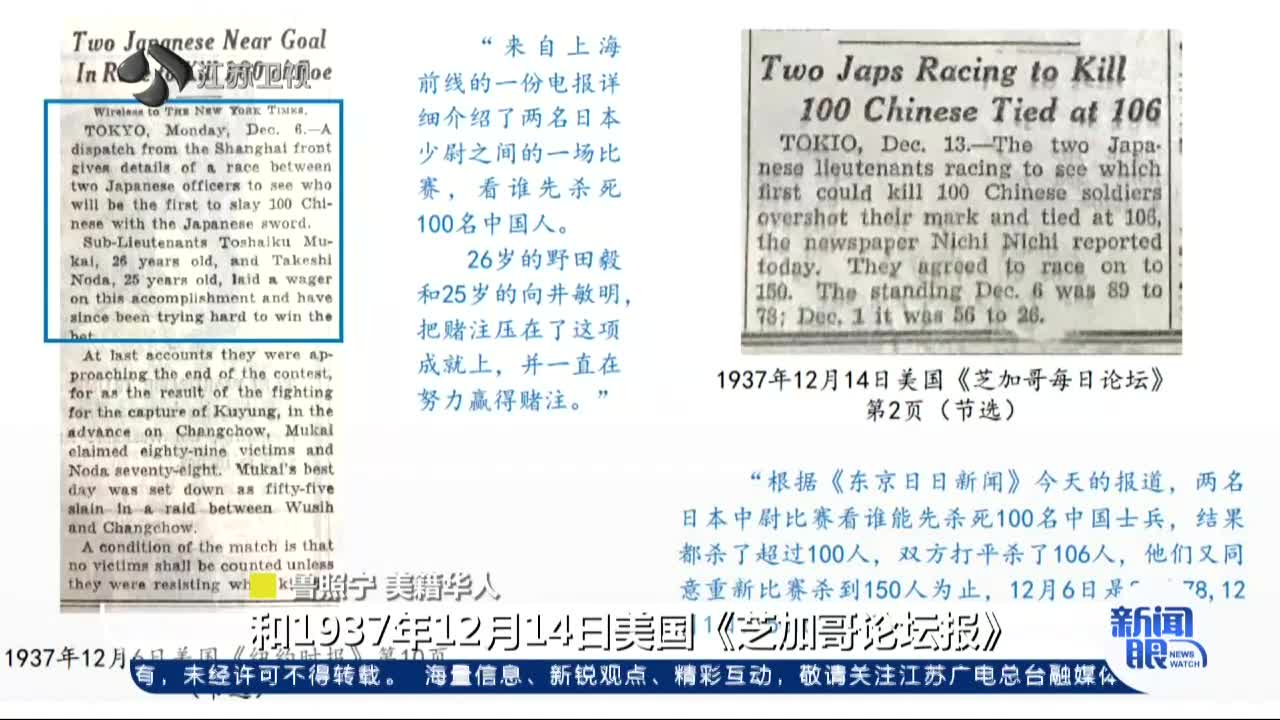 Two Japanese Near Goal
In
江苏卫视
Wireless to THE NEW YORK TIMES.
TOKYO, Monday, Dec. 6.—A
dispatch from the Shanghai front
gives details of a race between
two Japanese officers to see who
will be the first to slay 100 Chi-
nese with the Japanese sword.
Sub-Lieutenants Toshaiku Mu-
kai, 26 years old, and Takeshi
Noda, 25 years old, laid a wager
on this accomplishment and have
since been trying hard to win the
bet.
At last accounts they were ap-
proaching the end of the contest,
for as the result of the fighting
for the capture of Kuyung, in the
advance on Changchow, Mukai
claimed eighty-nine victims and
Noda seventy-eight. Mukai's best
day was set down as fifty-five
slain in a raid between Wusih
and Changchow.
A condition of the match is that
no victims shall be counted unless
they were resisting
“来自上海
前线的一份电报详
细介绍了两名日本
少尉之间的一场比
赛，看谁先杀死
100名中国人。
26岁的野田毅
和25岁的向井敏明，
把赌注压在了这项
成就上，并一直在
努力赢得赌注。”
Two Japs Racing to Kill
100 Chinese Tied at 106
TOKIO, Dec. 13.—The two Japa-
nese lieutenants racing to see which
first could kill 100 Chinese soldiers
overshot their mark and tied at 106,
the newspaper Nichi Nichi reported
today. They agreed to race on to
150. The standing Dec. 6 was 89 to
78; Dec. 1 it was 56 to 26.
1937年12月14日美国《芝加哥每日论坛》
第2页（节选）
“根据《东京日日新闻》今天的报道，两名
日本中尉比赛看谁能先杀死100名中国士兵，结果
都杀了超过100人，双方打平杀了106人，他们又同
意重新比赛杀到150人为止，12月6日是 78,12
鲁照宁 美籍华人
和1937年12月14日美国《芝加哥论坛报》
新闻眼
NEWS WATCH
1937年12月6日美国《纽约时报》第10页
（节选）
有，未经许可不得转载。 海量信息、新锐观点、精彩互动，敬请关注江苏广电总台融媒体